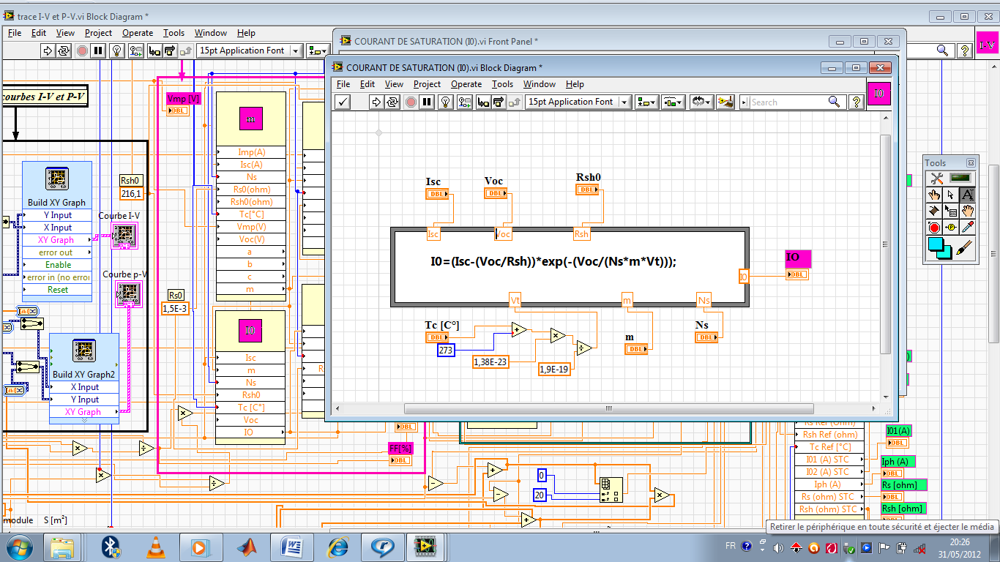 trace I-V et P-V.vi Block Diagram *
File Edit View Project Operate Tools Window Help
15pt Application Font
I-V
COURANT DE SATURATION (I0).vi Front Panel *
COURANT DE SATURATION (I0).vi Block Diagram *
File Edit View Project Operate Tools Window Help
15pt Application Font
Search
I0
Isc
Voc
Rsh0
DBL
DBL
DBL
Isc
Voc
Rsh
I0=(Isc-(Voc/Rsh))*exp(-(Voc/(Ns*m*Vt)));
I0
IO
DBL
Vt
m
Ns
Tc [C°]
DBL
273
1,38E-23
1,9E-19
m
DBL
Ns
DBL
Tools
courbes I-V et P-V
Build XY Graph
Y Input
X Input
XY Graph
error out
Enable
error in (no error
Reset
Courbe I-V
Courbe p-V
Build XY Graph2
X Input
Y Input
XY Graph
Rsh0
216,1
Rs0
1,5E-3
Vmp [V]
DBL
m
Imp(A)
Isc(A)
Ns
Rs0(ohm)
Rsh0(ohm)
Tc[°C]
Vmp(V)
Voc(V)
a
b
c
m
I0
Isc
m
Ns
Rsh0
Tc [C°]
Voc
IO
DBL
FF[%]
DBL
0
20
Rs Ref (Ohm)
Rsh Ref (Ohm)
Tc Ref [°C]
I01 (A) STC
I02 (A) STC
Iph (A)
Rs (ohm) STC
Rsh (ohm) STC
I01(A)
DBL
Iph (A)
DBL
Rs [ohm]
DBL
Rsh [ohm]
module S [m²]
Retirer le périphérique en toute sécurité et éjecter le média
FR
20:26
31/05/2012